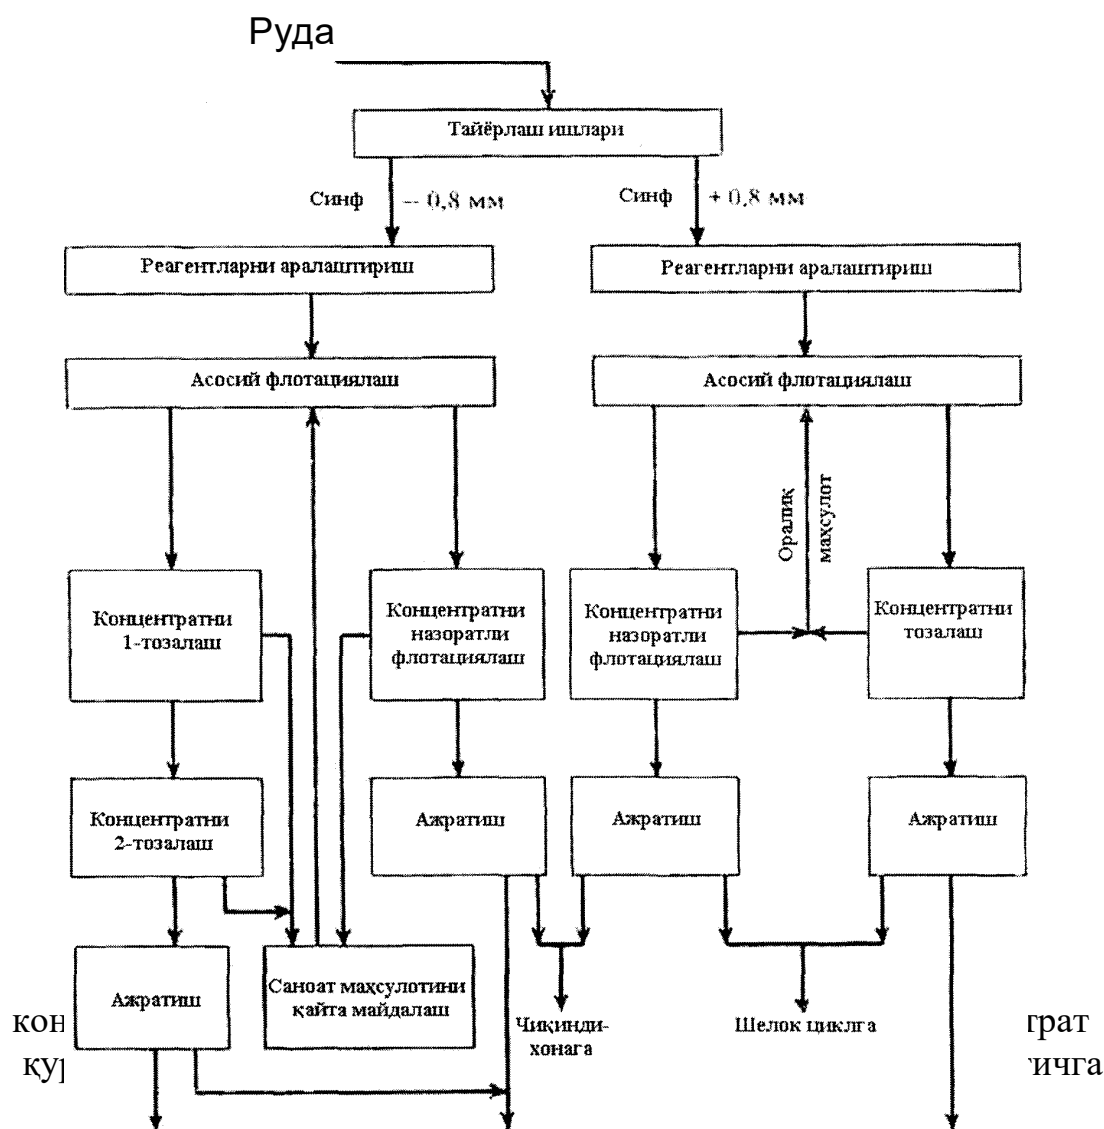 Руда
Тайёрлаш ишлари
Синф – 0,8 мм
Синф + 0,8 мм
Реагентларни аралаштириш
Реагентларни аралаштириш
Асосий флотациялаш
Асосий флотациялаш
Оралиқ
маҳсулот
Концентратни
1-тозалаш
Концентратни
назоратли
флотациялаш
Концентратни
назоратли
флотациялаш
Концентратни
тозалаш
Концентратни
2-тозалаш
Ажратиш
Ажратиш
Ажратиш
Ажратиш
Саноат маҳсулотини
қайта майдалаш
Чиқинди-
хонага
Шелок циклга